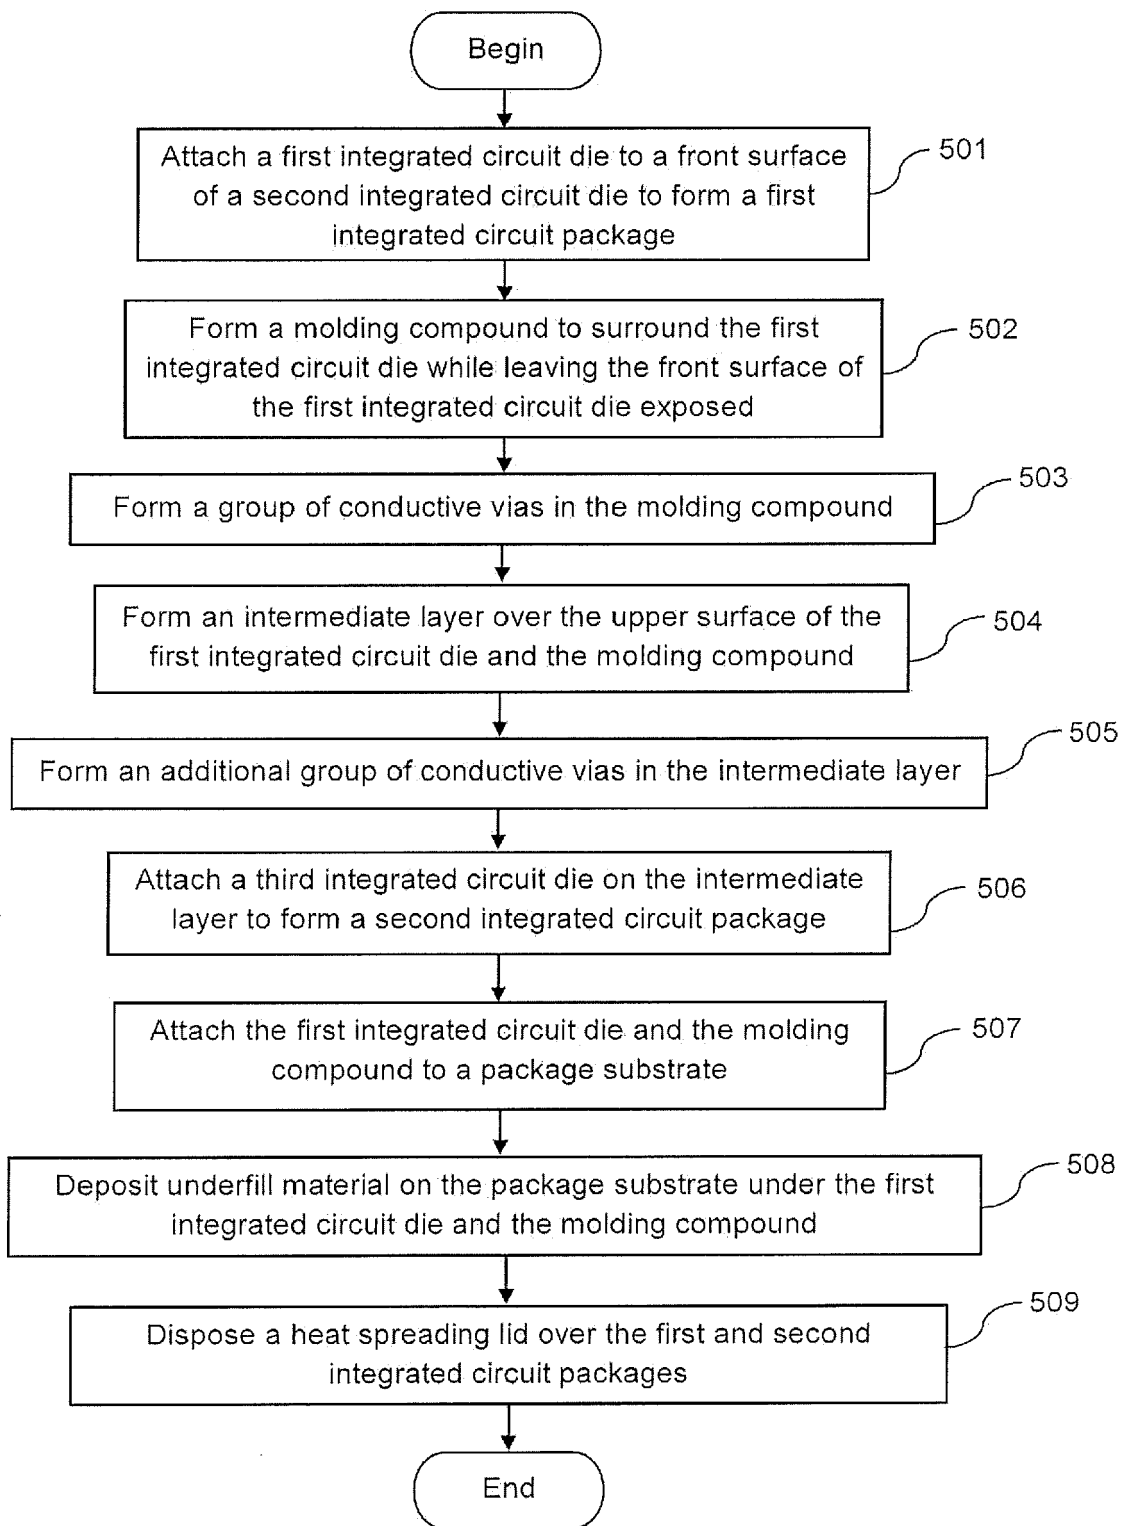 Begin
Attach a first integrated circuit die to a front surface
of a second integrated circuit die to form a first
integrated circuit package
501
Form a molding compound to surround the first
integrated circuit die while leaving the front surface of
the first integrated circuit die exposed
502
Form a group of conductive vias in the molding compound
503
Form an intermediate layer over the upper surface of the
first integrated circuit die and the molding compound
504
Form an additional group of conductive vias in the intermediate layer
505
Attach a third integrated circuit die on the intermediate
layer to form a second integrated circuit package
506
Attach the first integrated circuit die and the molding
compound to a package substrate
507
Deposit underfill material on the package substrate under the first
integrated circuit die and the molding compound
508
Dispose a heat spreading lid over the first and second
integrated circuit packages
509
End